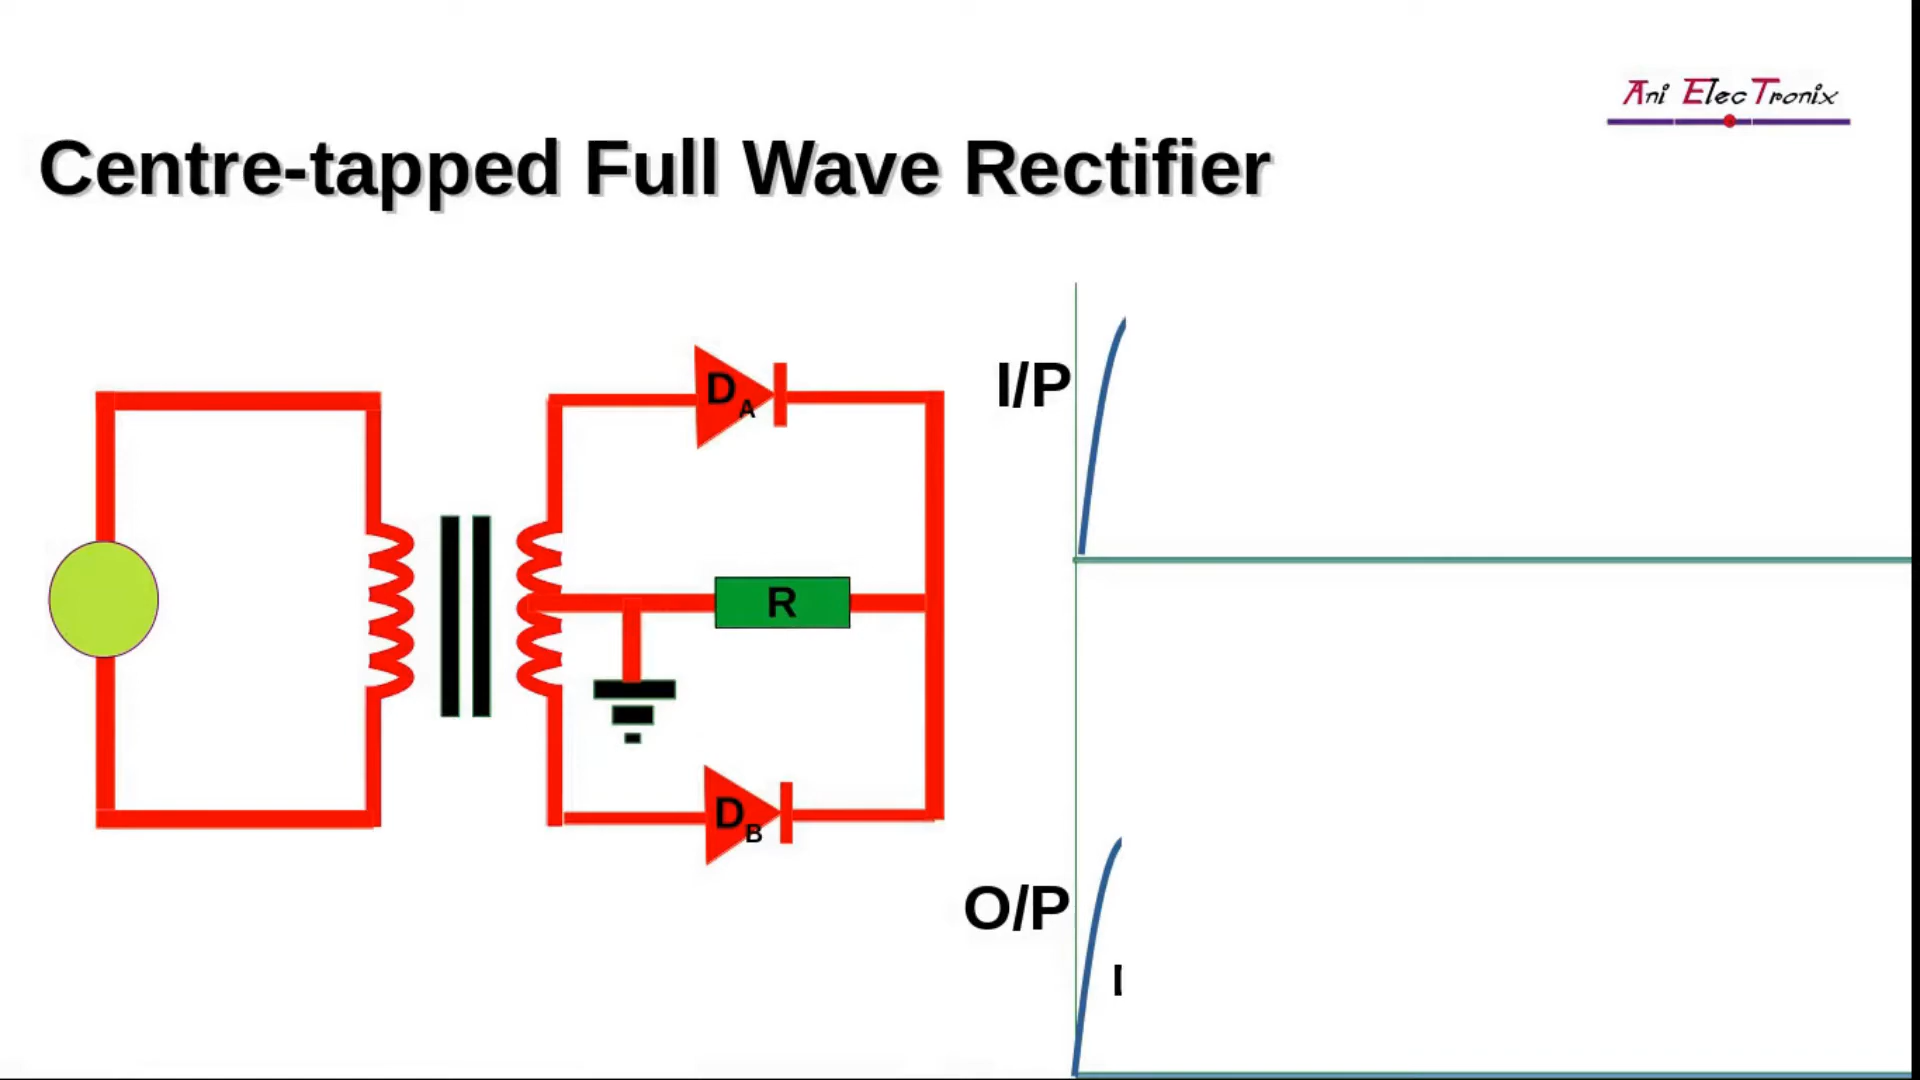 Ani ElecTronix
Centre-tapped Full Wave Rectifier
I/P
DA
R
DB
O/P